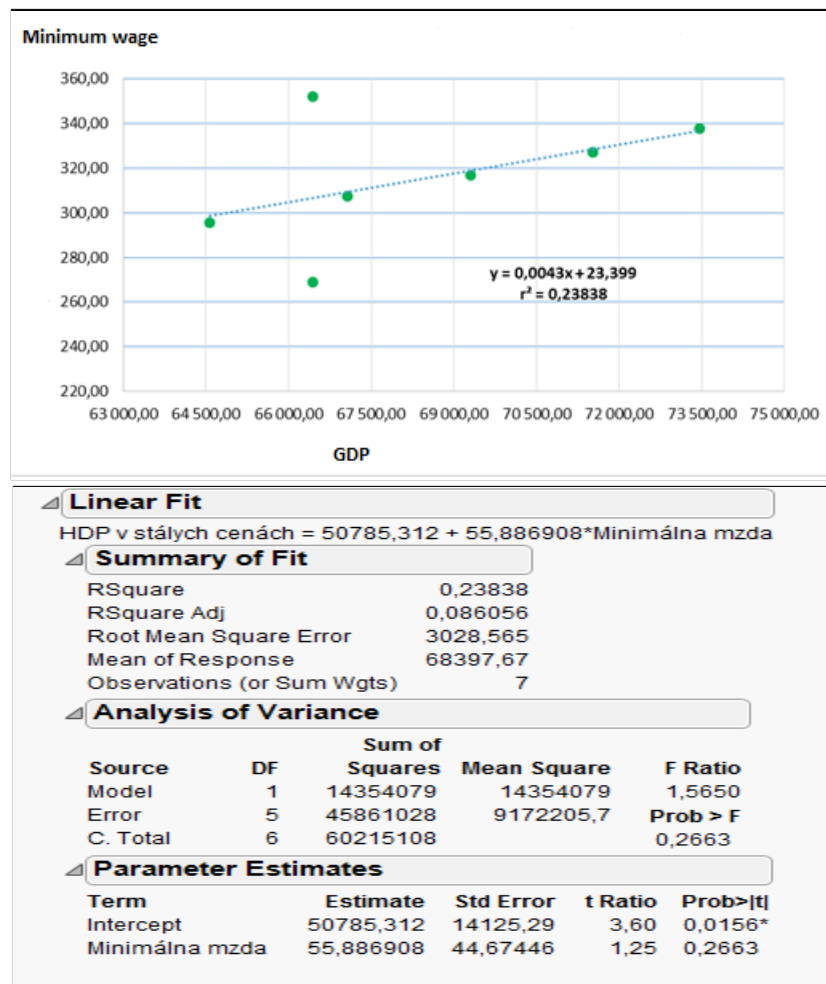 Minimum wage
360,00
340,00
320,00
300,00
280,00
y = 0,0043x + 23,399
r² = 0,23838
260,00
240,00
220,00
63 000,00 64 500,00 66 000,00 67 500,00 69 000,00 70 500,00 72 000,00 73 500,00 75 000,00
GDP
Linear Fit
HDP v stálych cenách = 50785,312 + 55,886908*Minimálna mzda
Summary of Fit
RSquare 0,23838
RSquare Adj 0,086056
Root Mean Square Error 3028,565
Mean of Response 68397,67
Observations (or Sum Wgts) 7
Analysis of Variance
Sum of
Source DF Squares Mean Square F Ratio
Model 1 14354079 14354079 1,5650
Error 5 45861028 9172205,7 Prob > F
C. Total 6 60215108 0,2663
Parameter Estimates
Term Estimate Std Error t Ratio Prob>|t|
Intercept 50785,312 14125,29 3,60 0,0156*
Minimálna mzda 55,886908 44,67446 1,25 0,2663